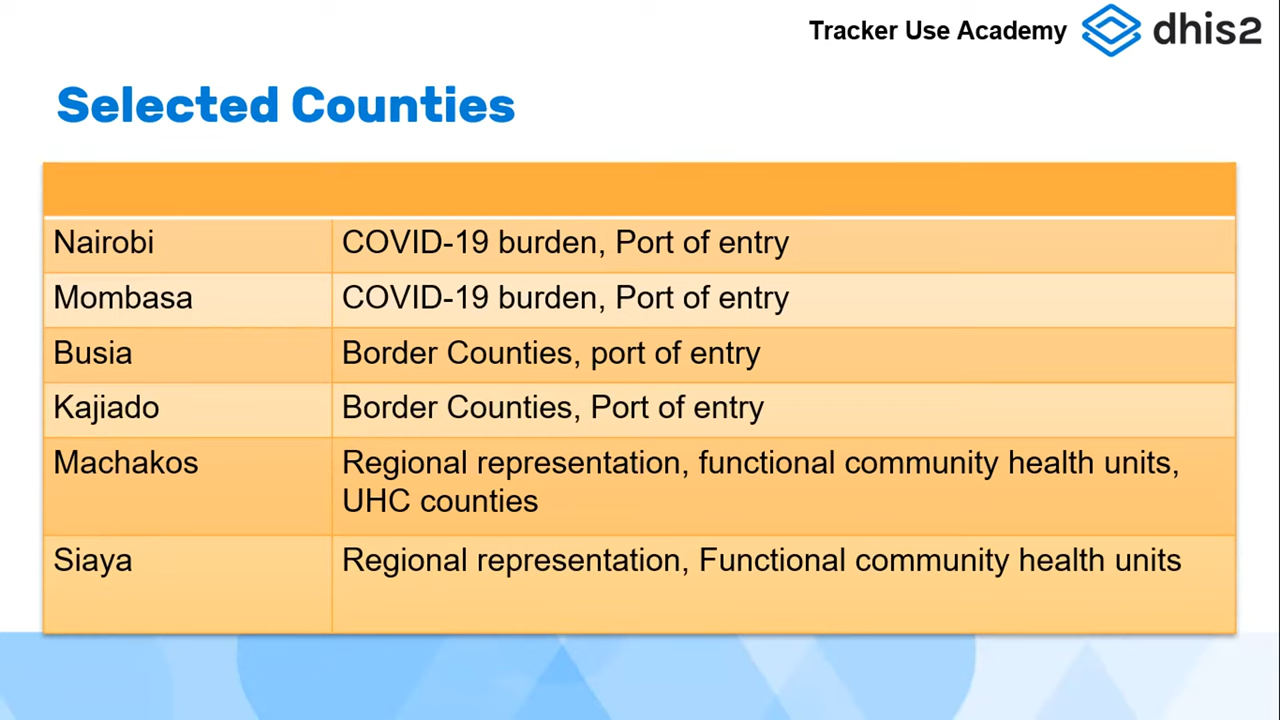 Tracker Use Academy dhis2
Selected Counties
Nairobi COVID-19 burden, Port of entry
Mombasa COVID-19 burden, Port of entry
Busia Border Counties, port of entry
Kajiado Border Counties, Port of entry
Machakos Regional representation, functional community health units,
UHC counties
Siaya Regional representation, Functional community health units